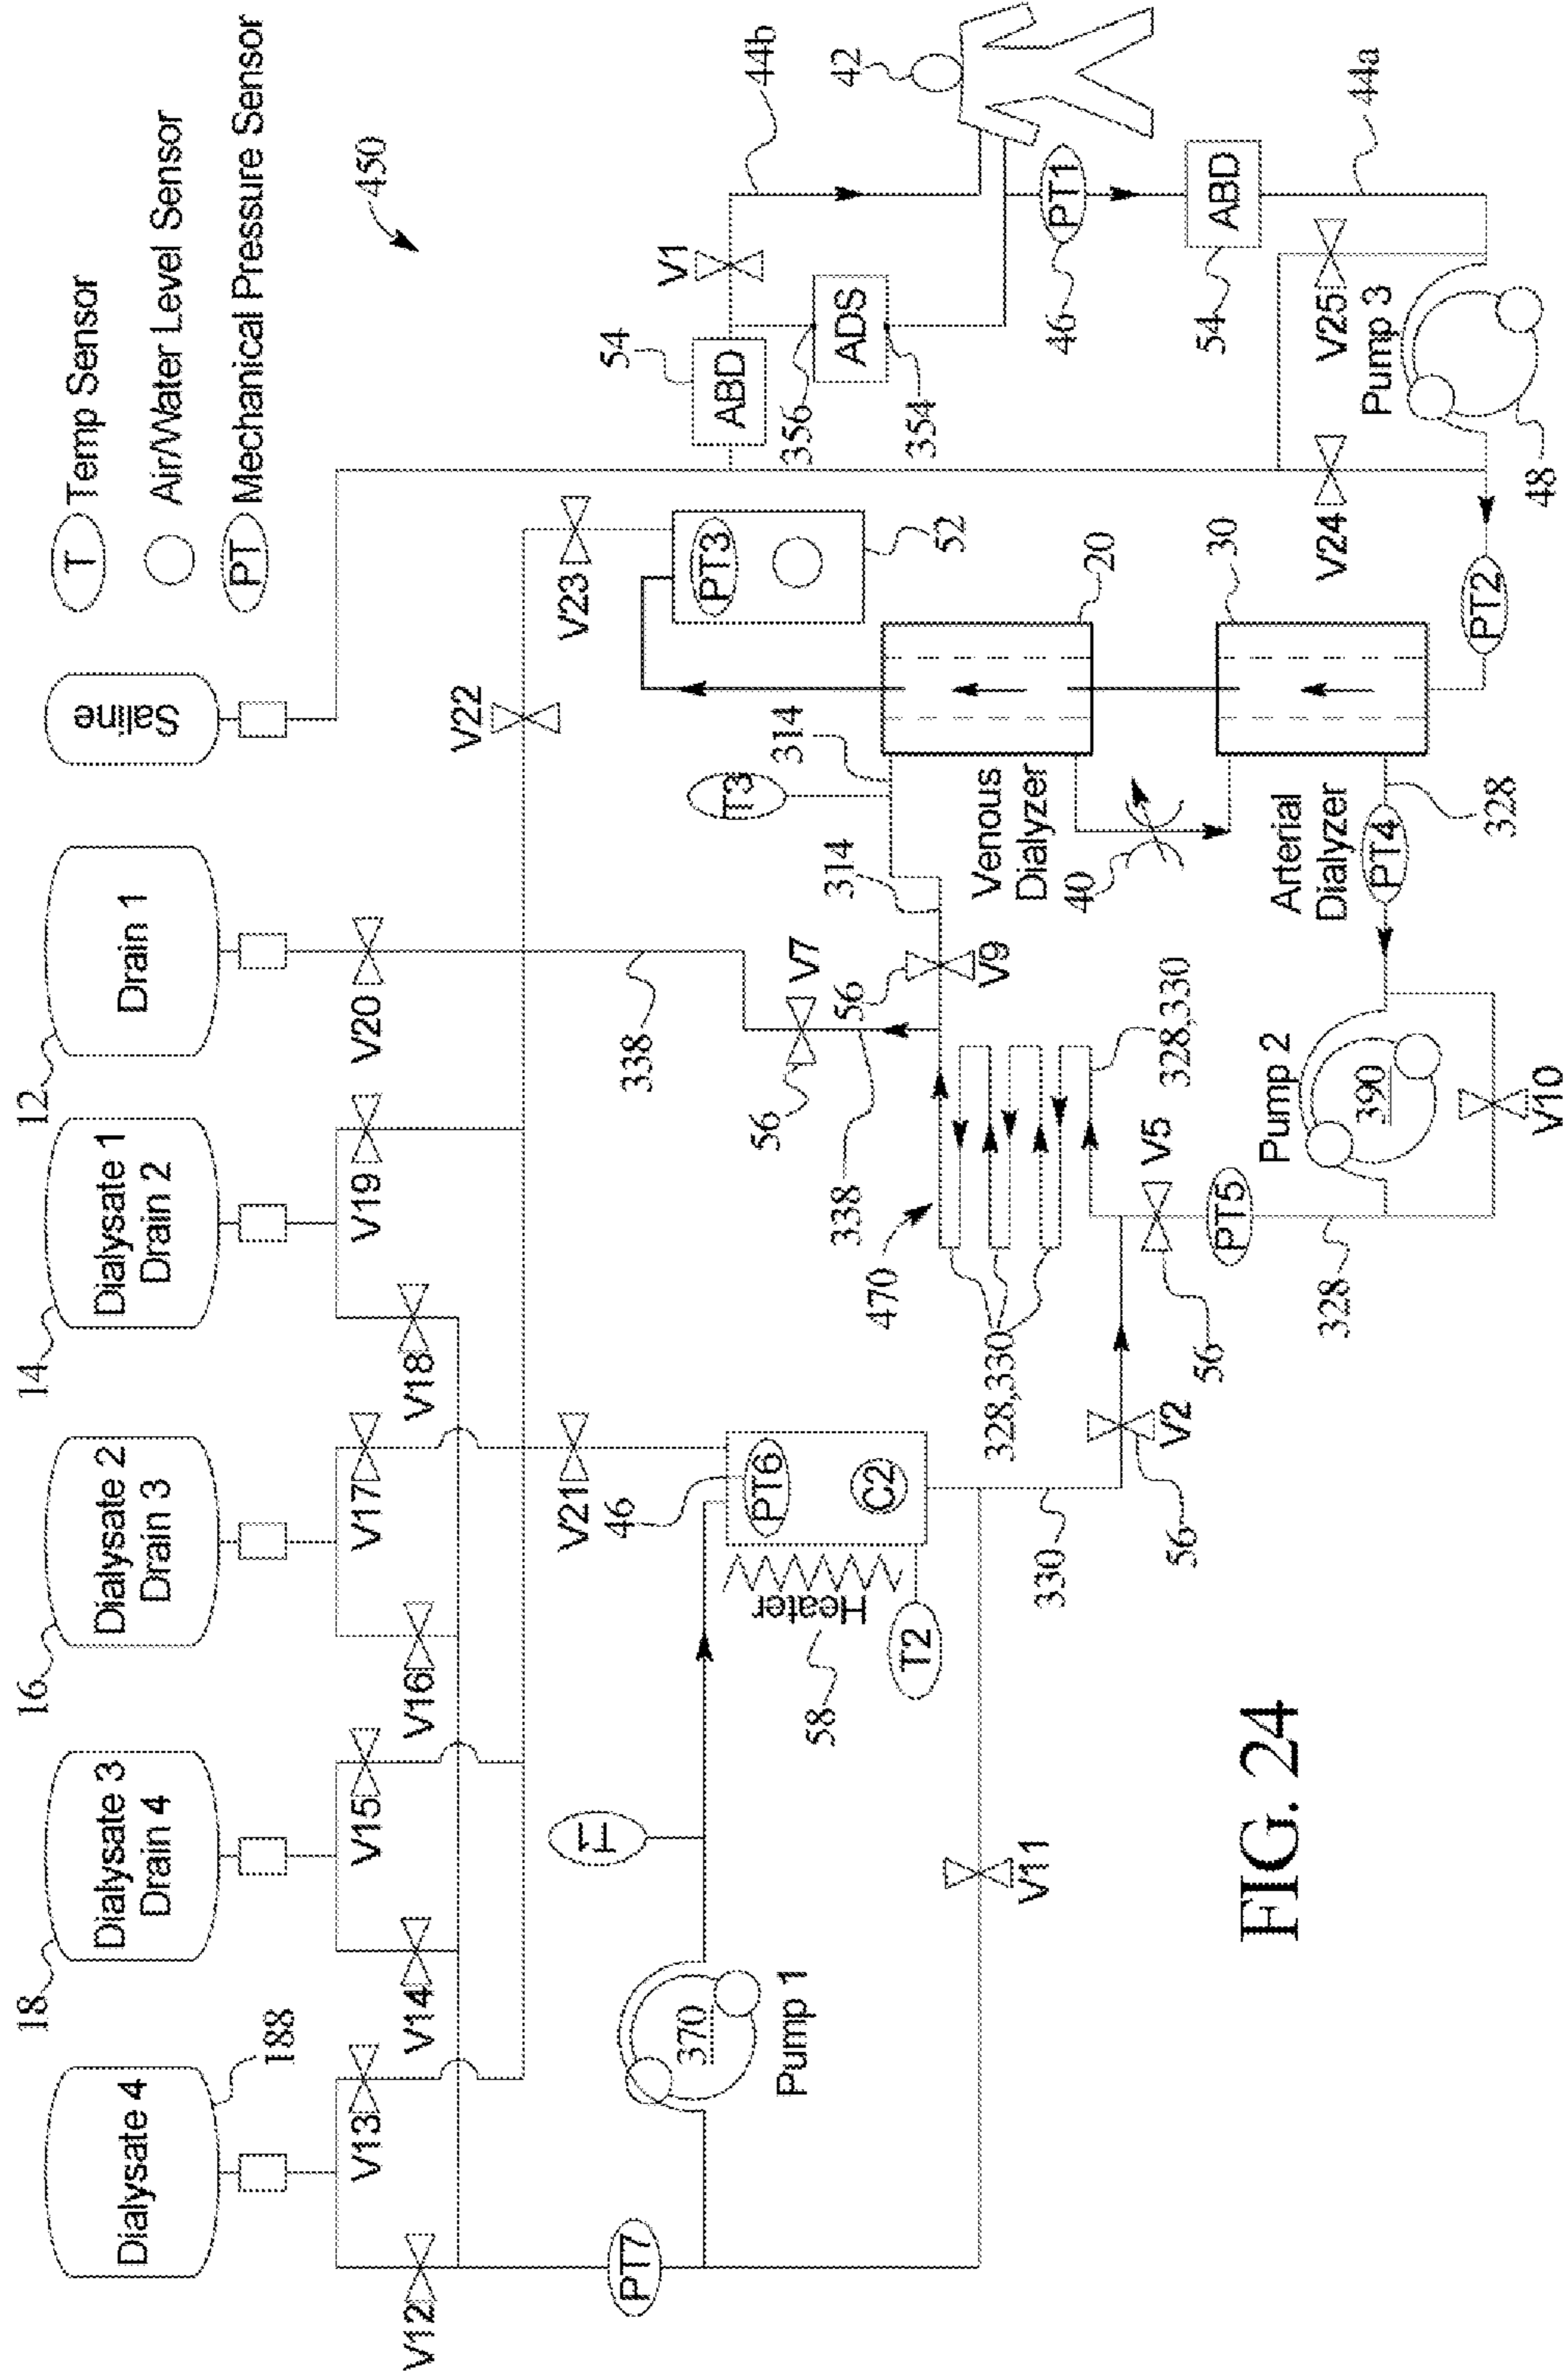 T Temp Sensor
Air/Water Level Sensor
PT Mechanical Pressure Sensor
450
Saline
Drain 1
12
Dialysate 1
Drain 2
14
Dialysate 2
Drain 3
16
Dialysate 3
Drain 4
18
Dialysate 4
188
V20
V19
V18
V17
V16
V15
V14
V13
V12
V22
V23
V21
46
PT6
C2
Heater
58
T2
T1
370
Pump 1
PT7
V11
330
V2
56
V5
56
PT5
328
Pump 2
390
V10
328,330
328,330
470
338
338
V7
56
V9
56
314
314
T3
PT3
52
20
Venous
Dialyzer
40
30
Arterial
Dialyzer
328
PT4
PT2
V24
V25
Pump 3
48
ABD
54
ADS
356
354
V1
44b
42
PT1
46
ABD
54
44a
FIG. 24